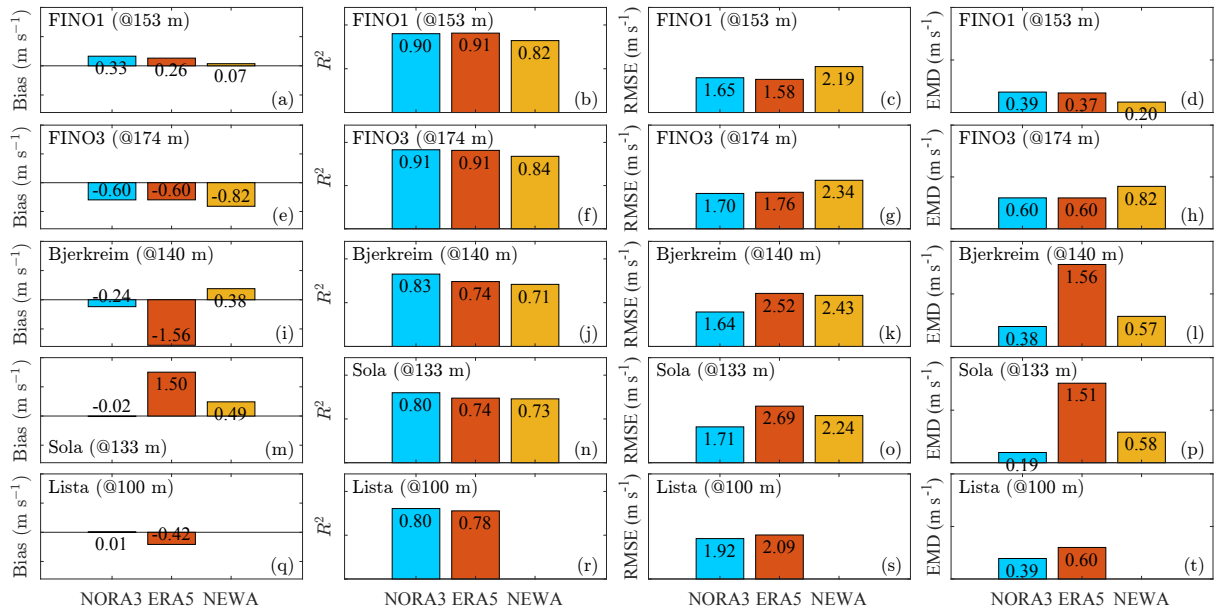 FINO1 (@153 m)
Bias (m s⁻¹)
0.33
0.26
0.07
(a)
FINO1 (@153 m)
R²
0.90
0.91
0.82
(b)
FINO1 (@153 m)
RMSE (m s⁻¹)
1.65
1.58
2.19
(c)
FINO1 (@153 m)
EMD (m s⁻¹)
0.39
0.37
0.20
(d)
FINO3 (@174 m)
Bias (m s⁻¹)
-0.60
-0.60
-0.82
(e)
FINO3 (@174 m)
R²
0.91
0.91
0.84
(f)
FINO3 (@174 m)
RMSE (m s⁻¹)
1.70
1.76
2.34
(g)
FINO3 (@174 m)
EMD (m s⁻¹)
0.60
0.60
0.82
(h)
Bjerkreim (@140 m)
Bias (m s⁻¹)
-0.24
-1.56
0.38
(i)
Bjerkreim (@140 m)
R²
0.83
0.74
0.71
(j)
Bjerkreim (@140 m)
RMSE (m s⁻¹)
1.64
2.52
2.43
(k)
Bjerkreim (@140 m)
EMD (m s⁻¹)
0.38
1.56
0.57
(l)
Bias (m s⁻¹)
-0.02
1.50
0.49
Sola (@133 m)
(m)
Sola (@133 m)
R²
0.80
0.74
0.73
(n)
Sola (@133 m)
RMSE (m s⁻¹)
1.71
2.69
2.24
(o)
Sola (@133 m)
EMD (m s⁻¹)
0.19
1.51
0.58
(p)
Lista (@100 m)
Bias (m s⁻¹)
0.01
-0.42
(q)
Lista (@100 m)
R²
0.80
0.78
(r)
Lista (@100 m)
RMSE (m s⁻¹)
1.92
2.09
(s)
Lista (@100 m)
EMD (m s⁻¹)
0.39
0.60
(t)
NORA3 ERA5 NEWA
NORA3 ERA5 NEWA
NORA3 ERA5 NEWA
NORA3 ERA5 NEWA